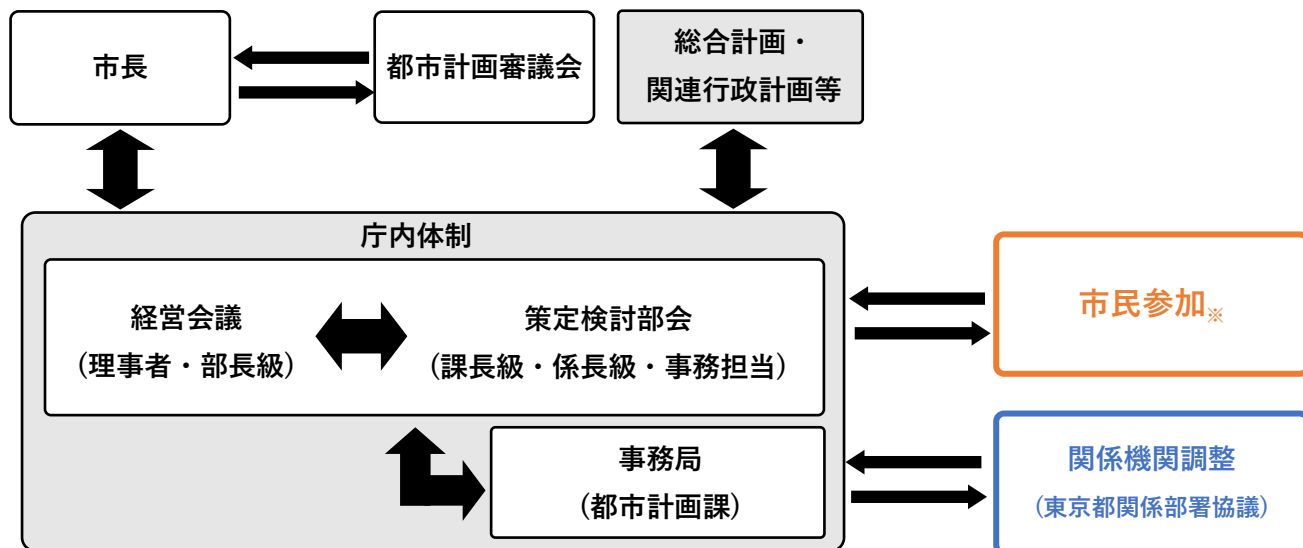 市長
都市計画審議会
総合計画・
関連行政計画等
庁内体制
経営会議
(理事者・部長級)
策定検討部会
(課長級・係長級・事務担当)
市民参加※
事務局
(都市計画課)
関係機関調整
(東京都関係部署協議)